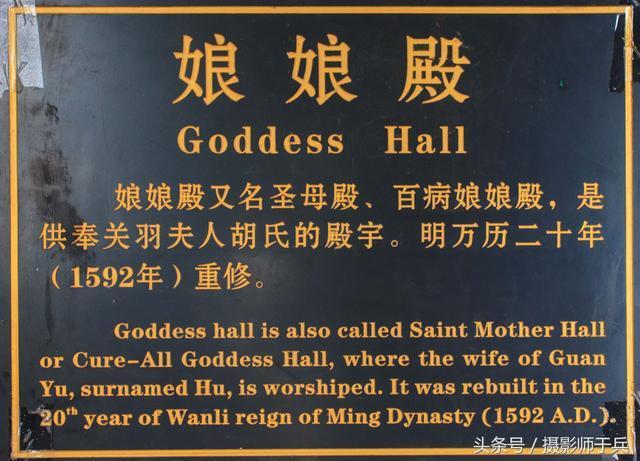 娘娘殿
Goddess Hall
娘娘殿又名圣母殿、百病娘娘殿，是
供奉关羽夫人胡氏的殿宇。明万历二十年
（1592年）重修。
Goddess hall is also called Saint Mother Hall
or Cure-All Goddess Hall, where the wife of Guan
Yu, surnamed Hu, is worshiped. It was rebuilt in the
20th year of Wanli reign of Ming Dynasty (1592 A.D.).
头条号 / 摄影师于兵